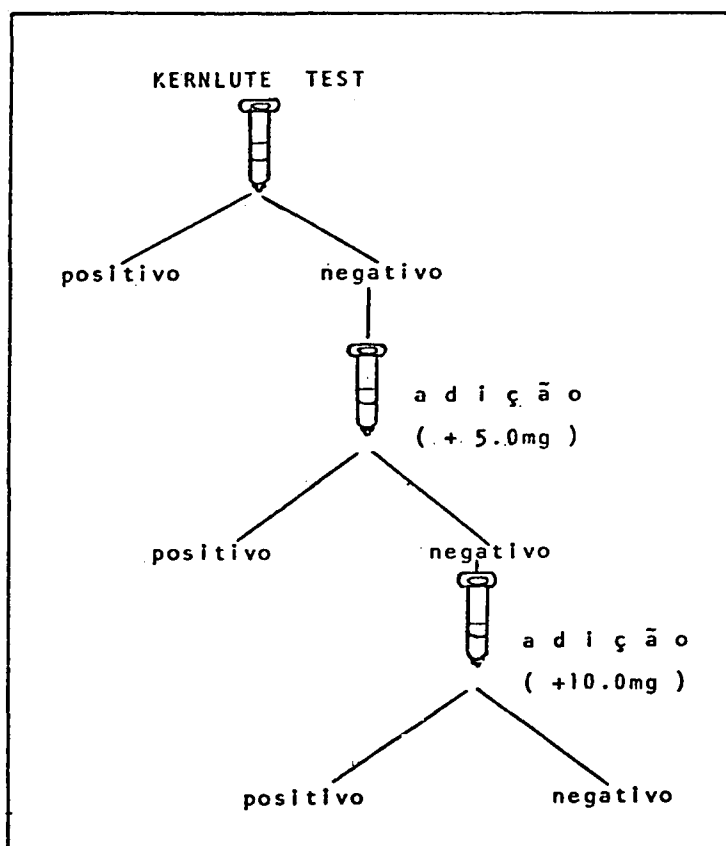 KERNLUTE TEST
positivo negativo
adição
( + 5.0mg )
positivo negativo
adição
( +10.0mg )
positivo negativo